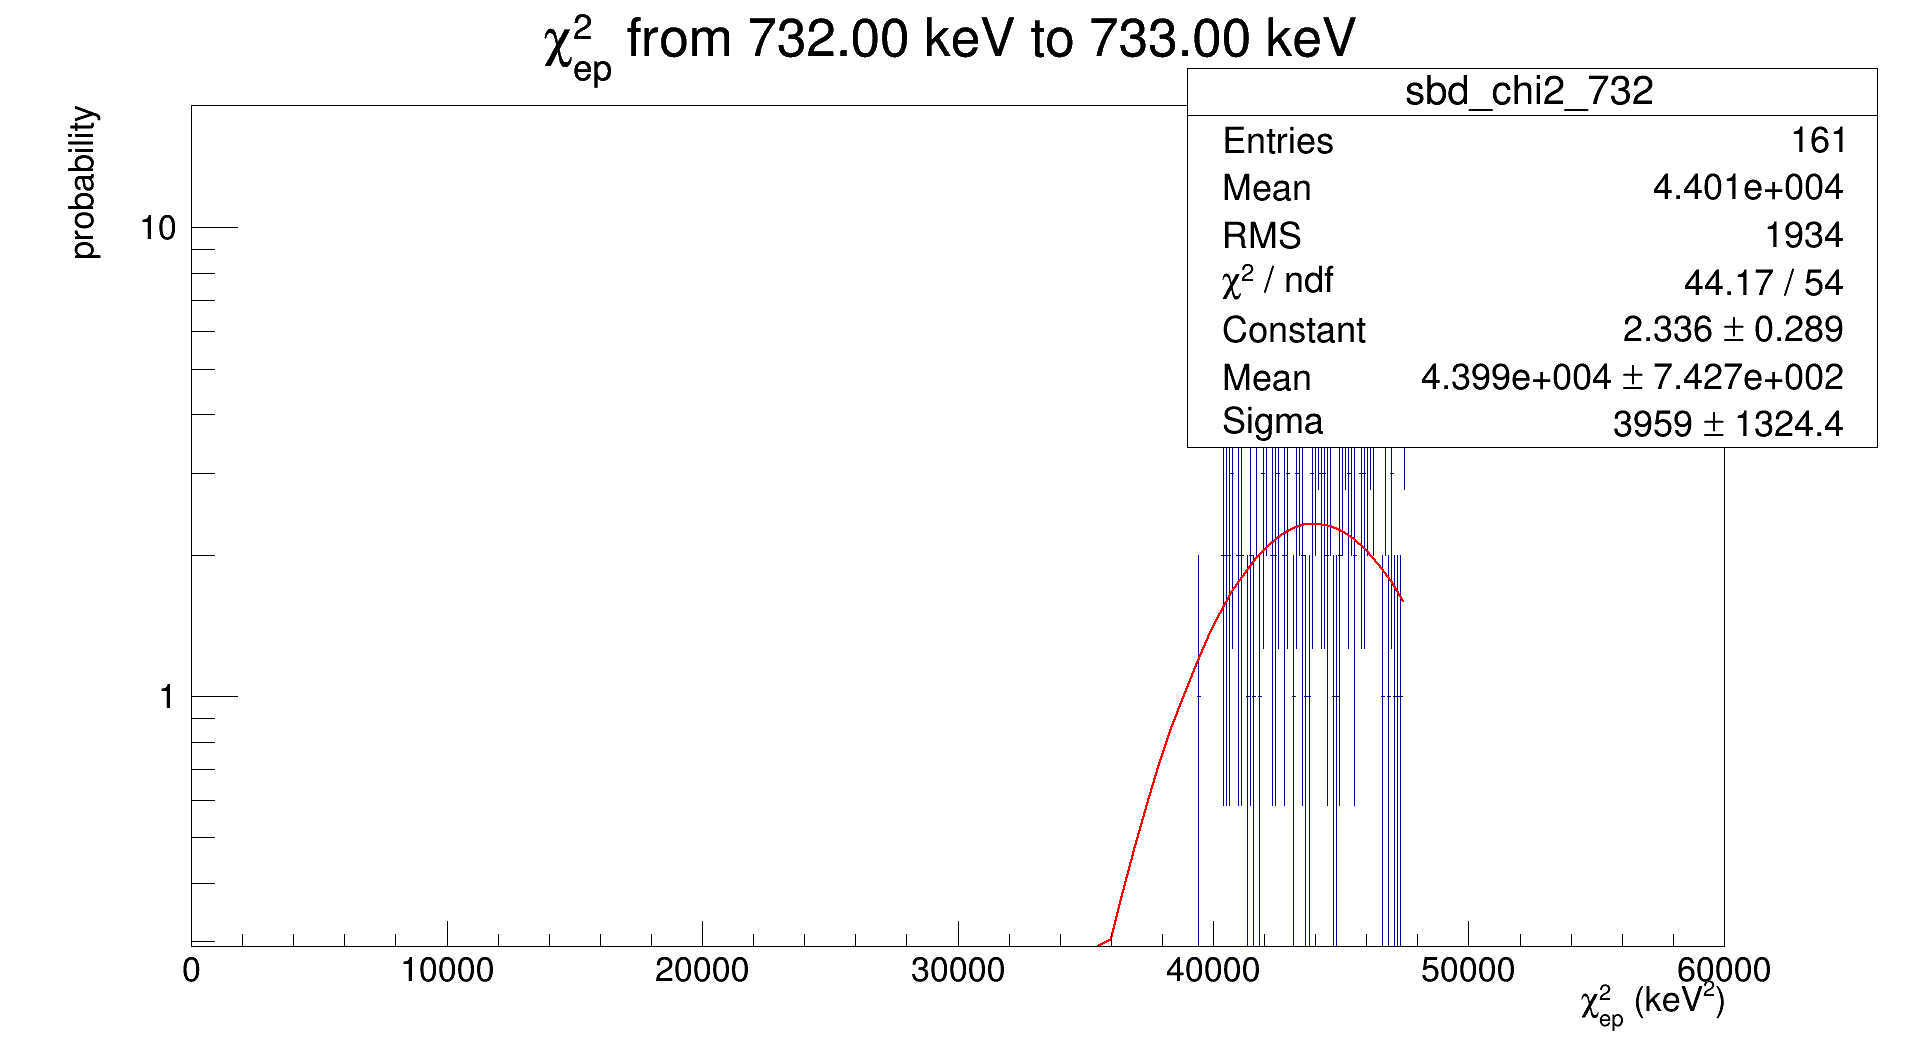 χ²ep from 732.00 keV to 733.00 keV
sbd_chi2_732
Entries 161
Mean 4.401e+004
RMS 1934
χ² / ndf 44.17 / 54
Constant 2.336 ± 0.289
Mean 4.399e+004 ± 7.427e+002
Sigma 3959 ± 1324.4
probability
10
1
0 10000 20000 30000 40000 50000 60000
χ²ep (keV²)